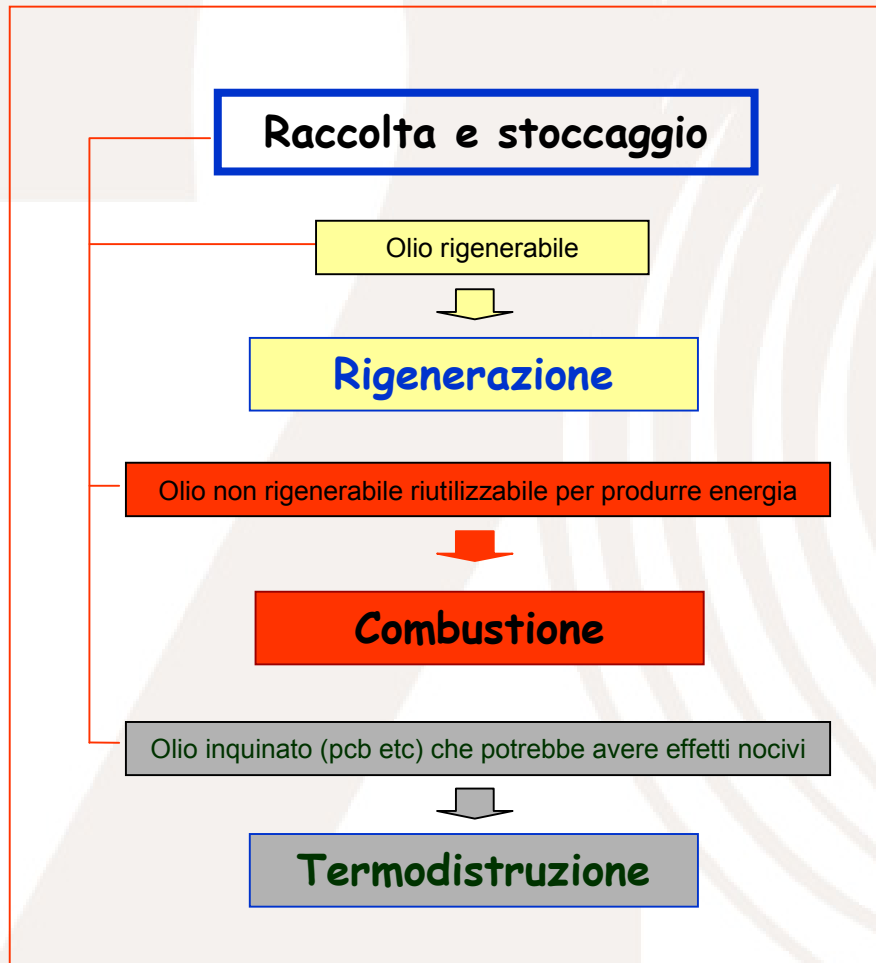 Raccolta e stoccaggio
Olio rigenerabile
Rigenerazione
Olio non rigenerabile riutilizzabile per produrre energia
Combustione
Olio inquinato (pcb etc) che potrebbe avere effetti nocivi
Termodistruzione